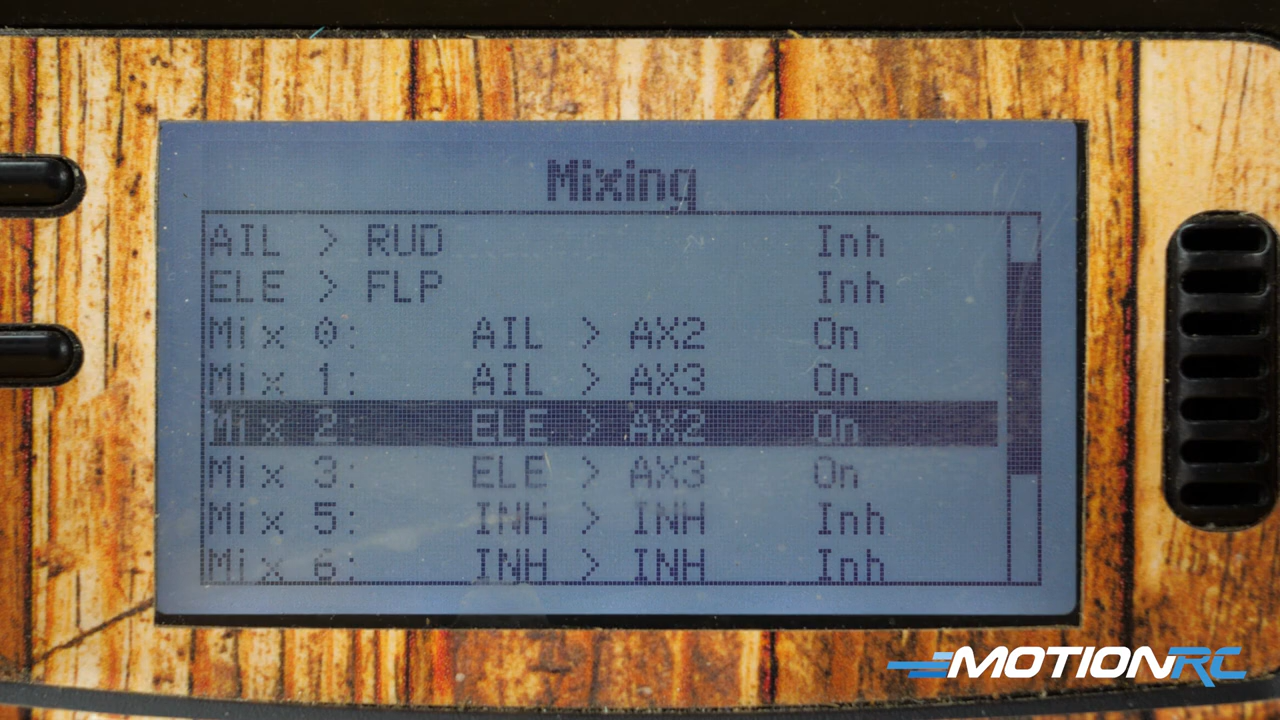 Mixing
AIL > RUD Inh
ELE > FLP Inh
Mix 0: AIL > AX2 On
Mix 1: AIL > AX3 On
Mix 2: ELE > AX2 On
Mix 3: ELE > AX3 On
Mix 5: INH > INH Inh
Mix 6: INH > INH Inh
MOTIONRC